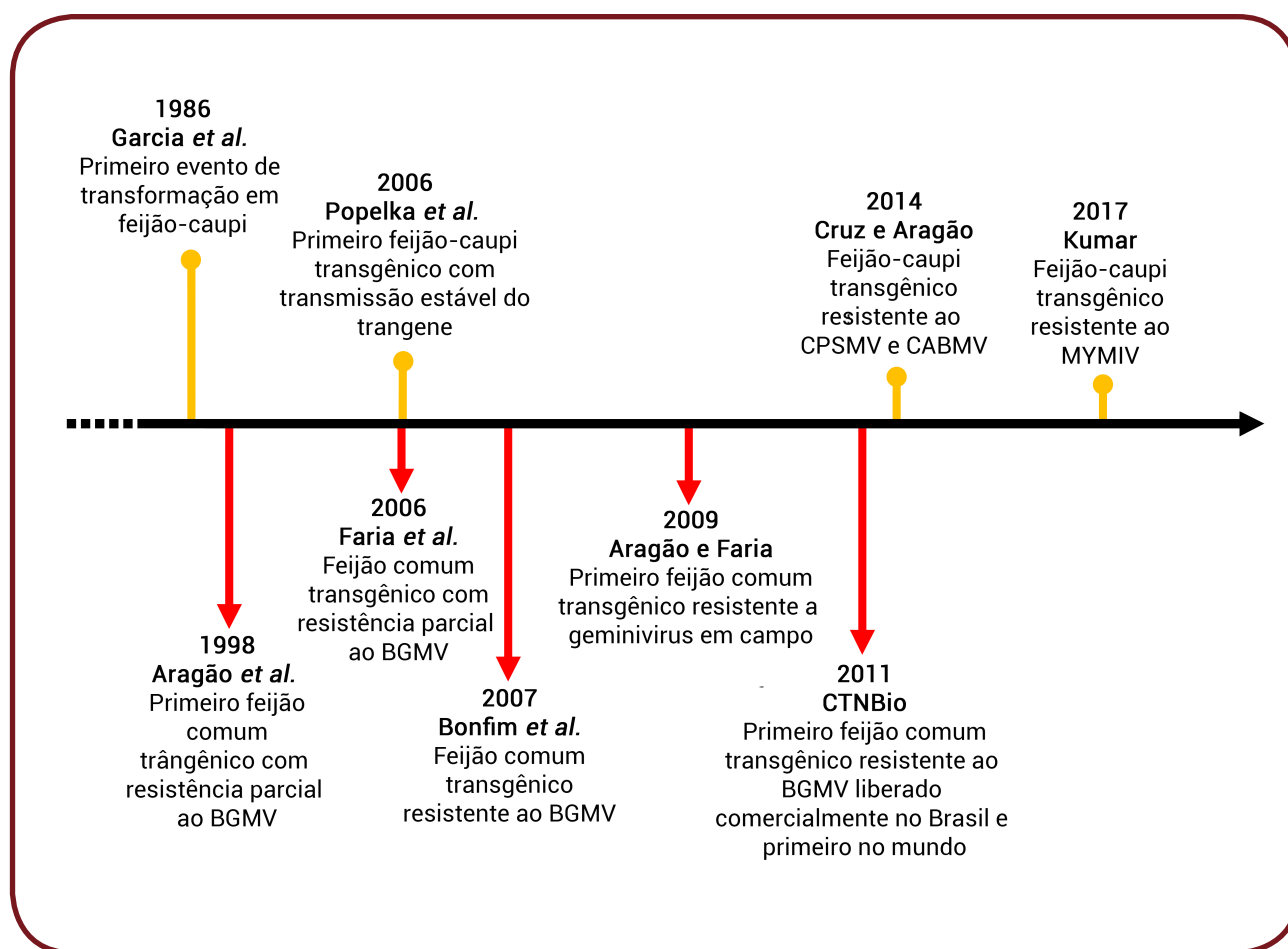 1986
Garcia et al.
Primeiro evento de
transformação em
feijão-caupi
2006
Popelka et al.
Primeiro feijão-caupi
transgênico com
transmissão estável do
trangene
2014
Cruz e Aragão
Feijão-caupi
transgênico
resistente ao
CPSMV e CABMV
2017
Kumar
Feijão-caupi
transgênico
resistente ao
MYMIV
1998
Aragão et al.
Primeiro feijão
comum
trângênico com
resistência parcial
ao BGMV
2006
Faria et al.
Feijão comum
transgênico com
resistência parcial
ao BGMV
2007
Bonfim et al.
Feijão comum
transgênico
resistente ao BGMV
2009
Aragão e Faria
Primeiro feijão comum
transgênico resistente a
geminivirus em campo
2011
CTNBio
Primeiro feijão comum
transgênico resistente ao
BGMV liberado
comercialmente no Brasil e
primeiro no mundo